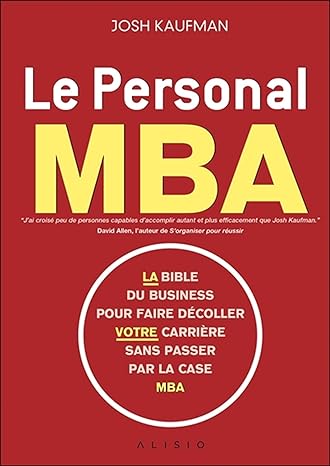 JOSH KAUFMAN
Le Personal
MBA
"J'ai croisé peu de personnes capables d'accomplir autant et plus efficacement que Josh Kaufman."
David Allen, l'auteur de S'organiser pour réussir
LA BIBLE
DU BUSINESS
POUR FAIRE DÉCOLLER
VOTRE CARRIÈRE
SANS PASSER
PAR LA CASE
MBA
ALISIO